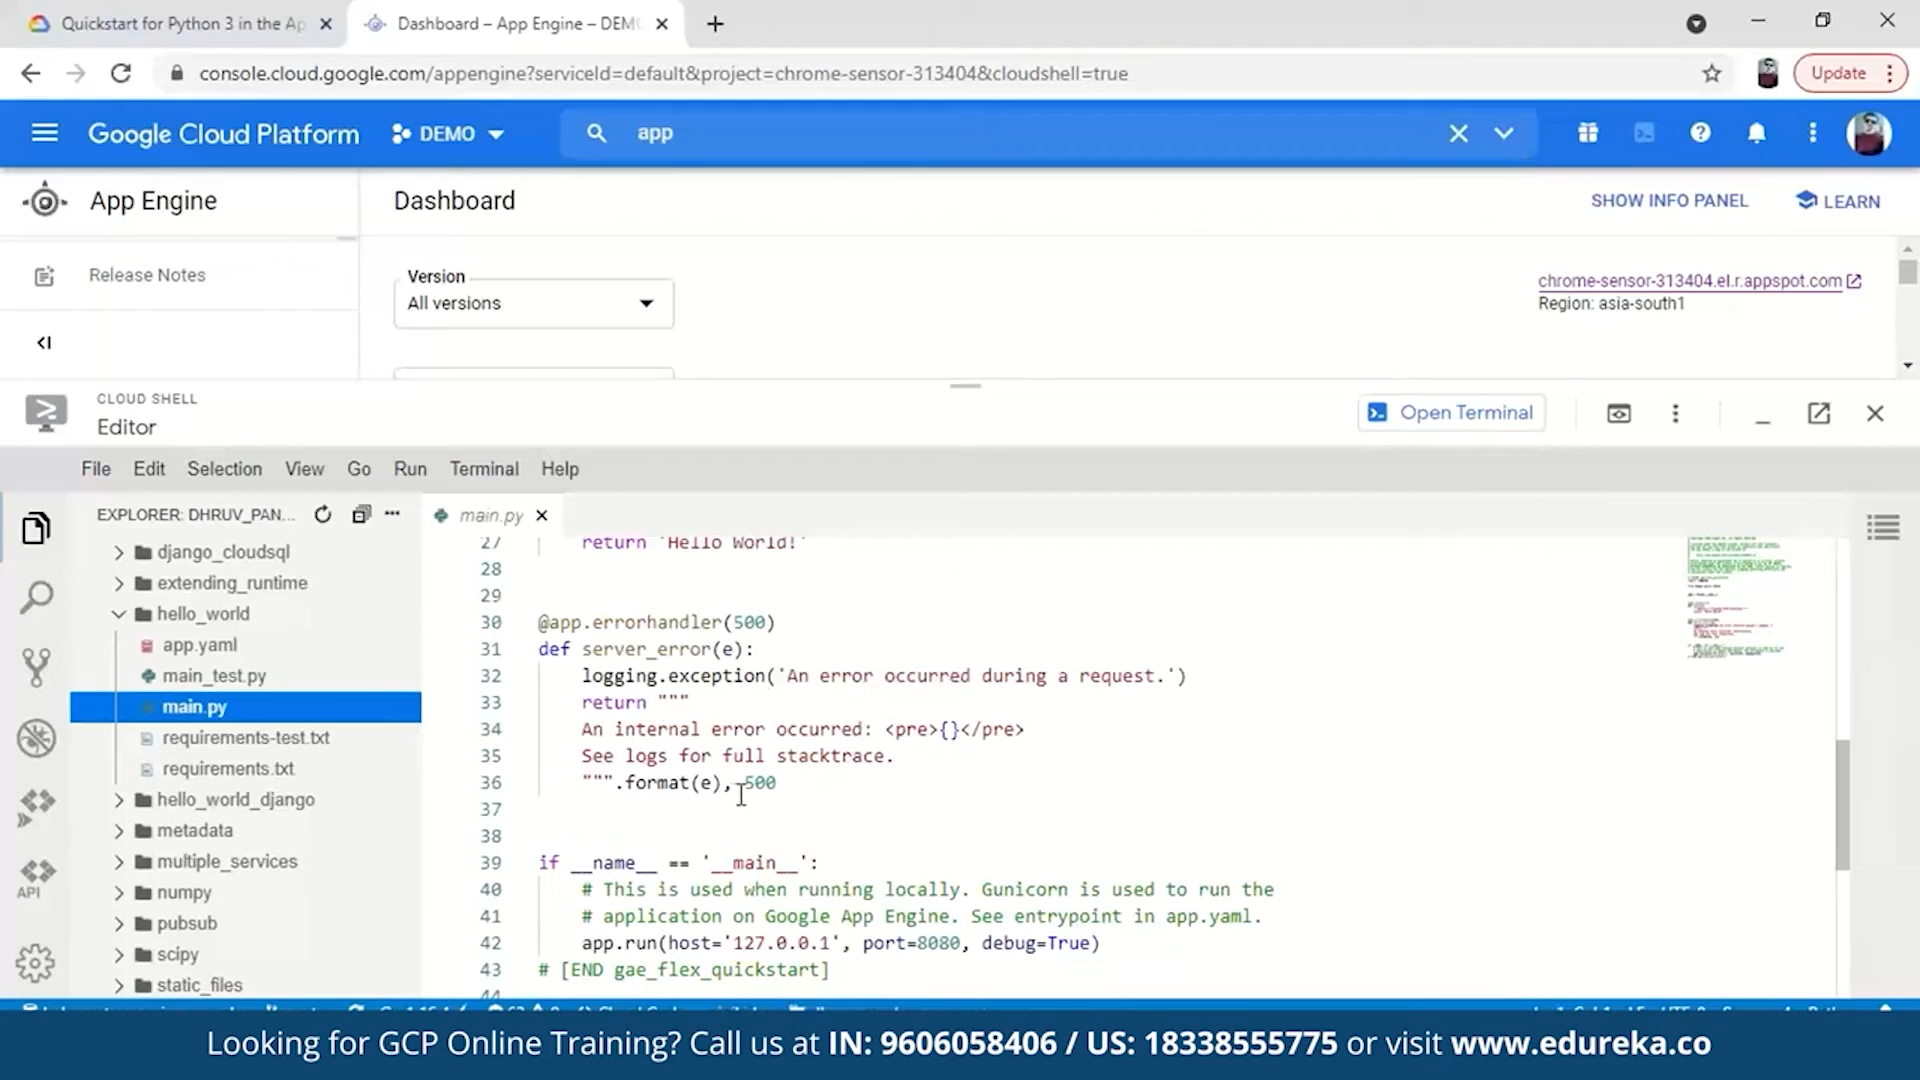 Quickstart for Python 3 in the Ap
Dashboard – App Engine – DEM
console.cloud.google.com/appengine?serviceId=default&project=chrome-sensor-313404&cloudshell=true
Update
Google Cloud Platform
DEMO
app
App Engine
Dashboard
SHOW INFO PANEL
LEARN
Release Notes
Version
All versions
chrome-sensor-313404.el.r.appspot.com
Region: asia-south1
CLOUD SHELL
Editor
Open Terminal
File Edit Selection View Go Run Terminal Help
EXPLORER: DHRUV_PAN...
main.py
django_cloudsql
extending_runtime
hello_world
app.yaml
main_test.py
main.py
requirements-test.txt
requirements.txt
hello_world_django
metadata
multiple_services
numpy
pubsub
scipy
static_files
API
27 return 'Hello World!'
28
29
30 @app.errorhandler(500)
31 def server_error(e):
32 logging.exception('An error occurred during a request.')
33 return """
34 An internal error occurred: <pre>{}</pre>
35 See logs for full stacktrace.
36 """.format(e), 500
37
38
39 if __name__ == '__main__':
40 # This is used when running locally. Gunicorn is used to run the
41 # application on Google App Engine. See entrypoint in app.yaml.
42 app.run(host='127.0.0.1', port=8080, debug=True)
43 # [END gae_flex_quickstart]
44
Looking for GCP Online Training? Call us at IN: 9606058406 / US: 18338555775 or visit www.edureka.co